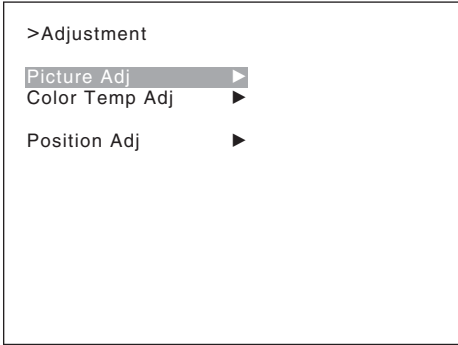 >Adjustment
Picture Adj ►
Color Temp Adj ►
Position Adj ►